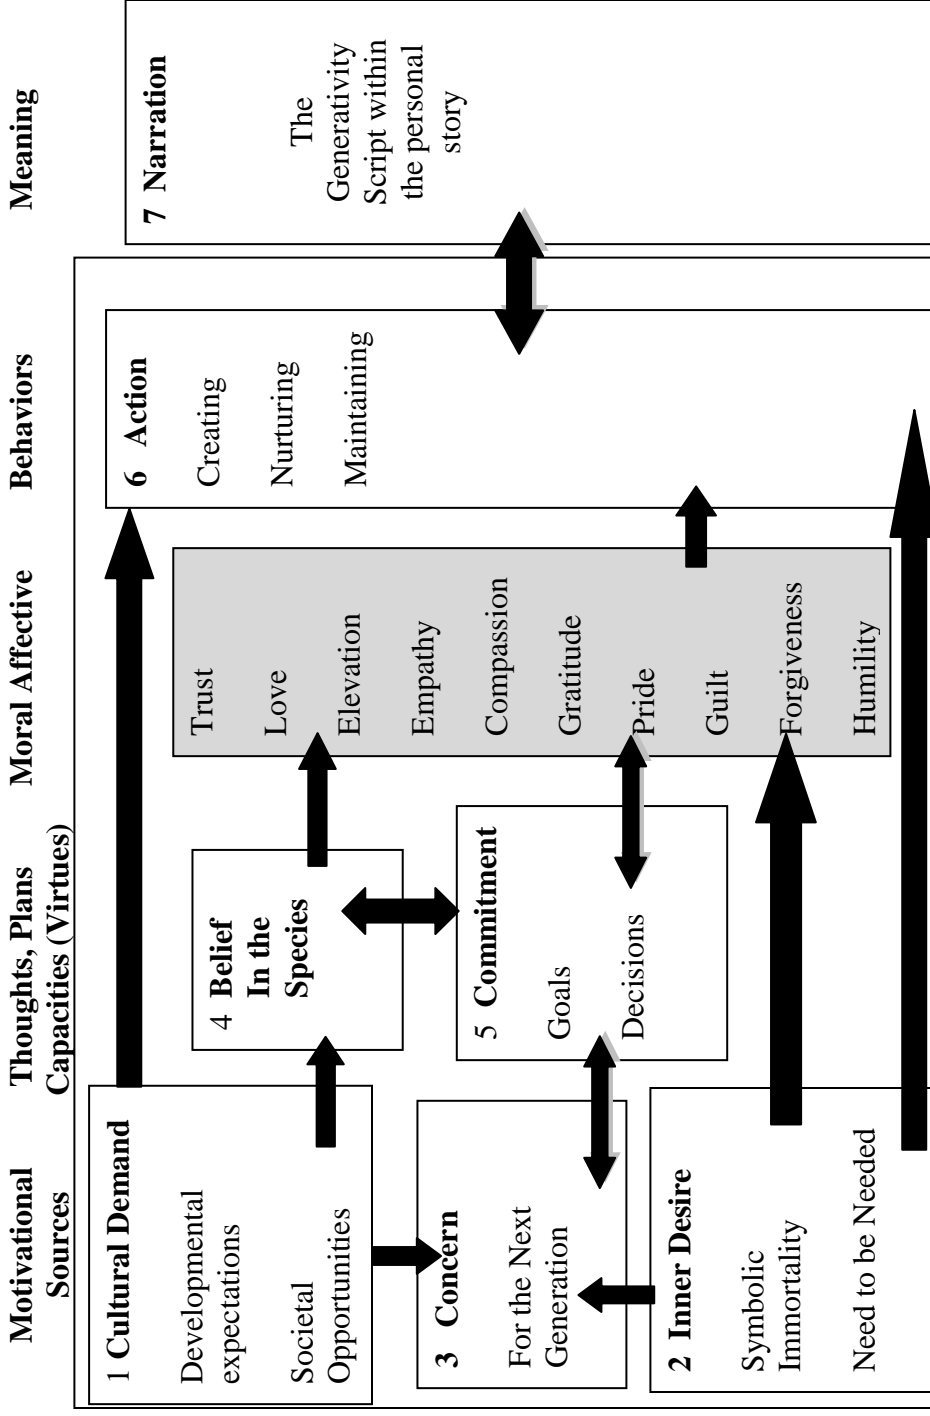 Motivational
Sources
Thoughts, Plans
Capacities (Virtues)
Moral Affective
Behaviors
Meaning
1 Cultural Demand
Developmental
expectations
Societal
Opportunities
3 Concern
For the Next
Generation
2 Inner Desire
Symbolic
Immortality
Need to be Needed
4 Belief
In the
Species
5 Commitment
Goals
Decisions
Trust
Love
Elevation
Empathy
Compassion
Gratitude
Pride
Guilt
Forgiveness
Humility
6 Action
Creating
Nurturing
Maintaining
7 Narration
The
Generativity
Script within
the personal
story